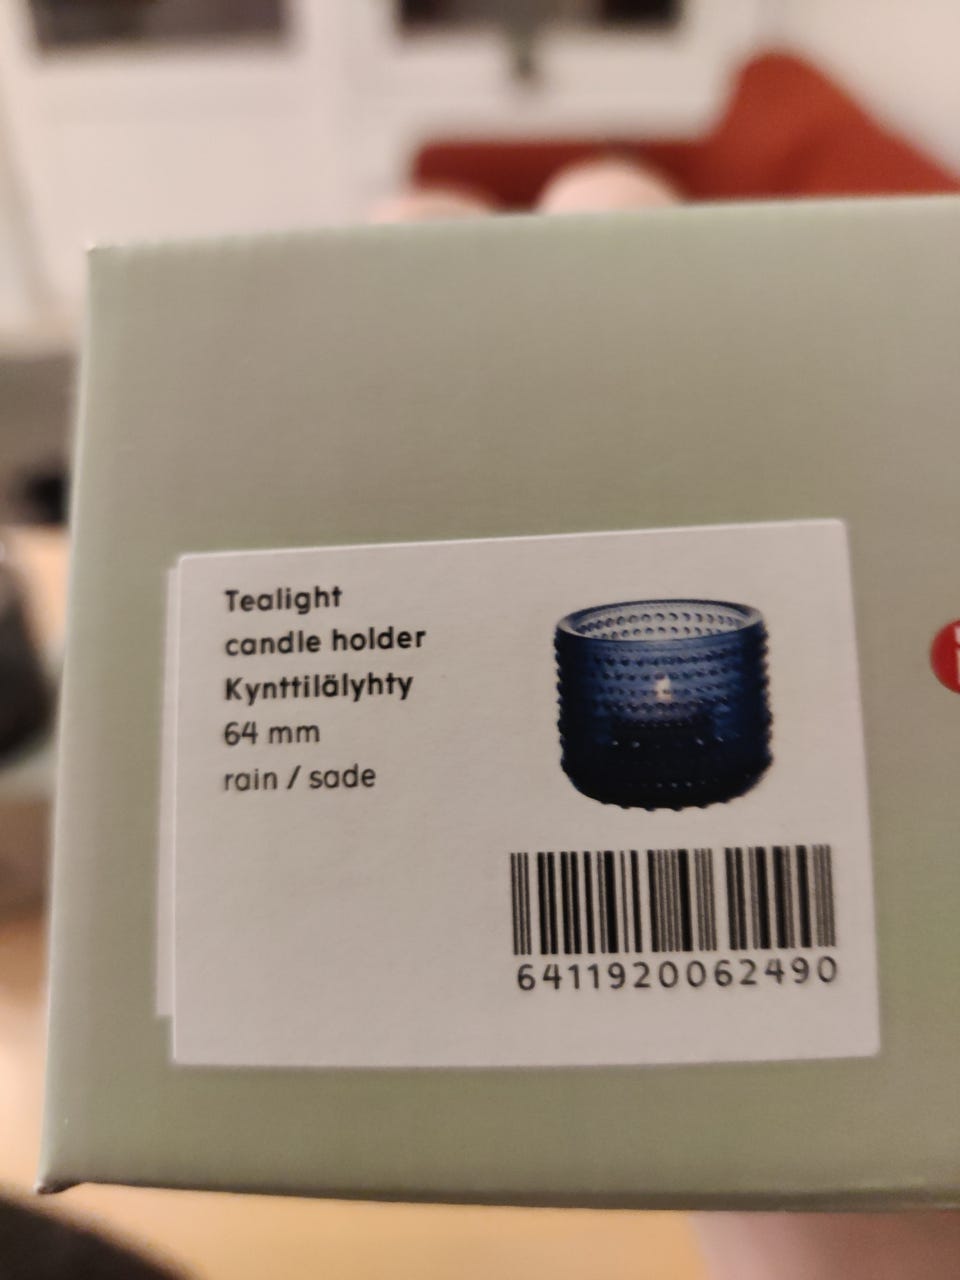 Tealight
candle holder
Kynttilälyhty
64 mm
rain / sade
6411920062490